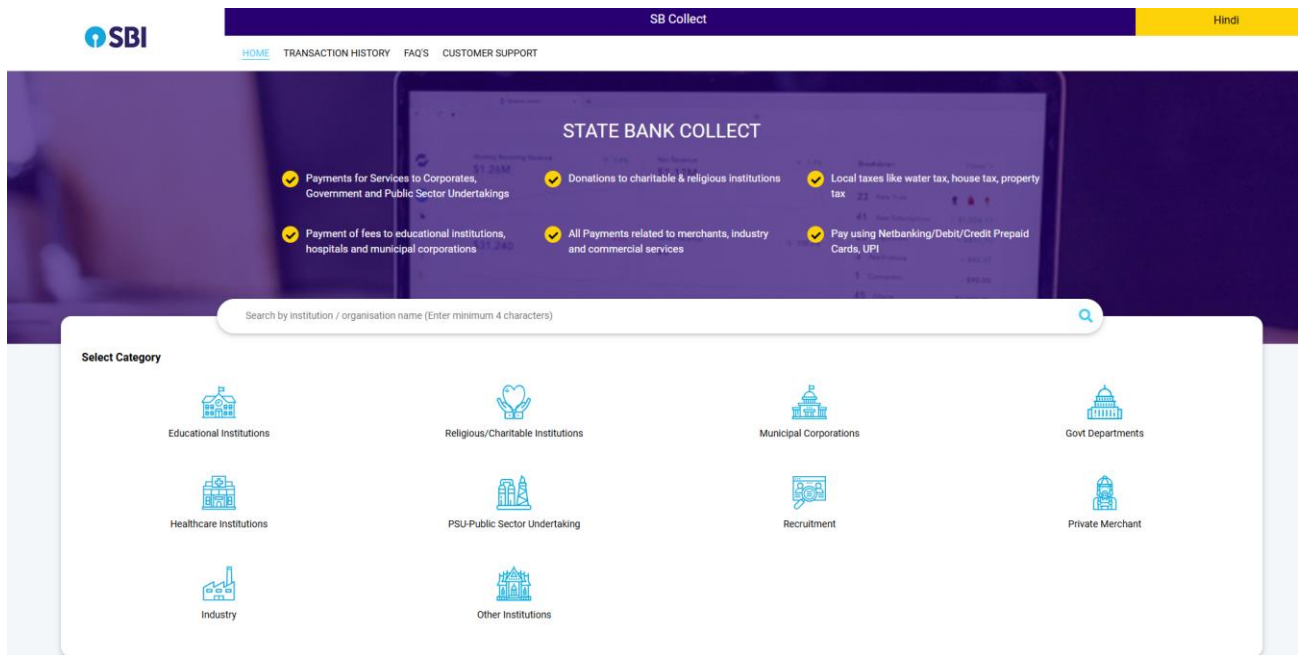 SBI
SB Collect
Hindi
HOME TRANSACTION HISTORY FAQ'S CUSTOMER SUPPORT
STATE BANK COLLECT
Payments for Services to Corporates,
Government and Public Sector Undertakings
Donations to charitable & religious institutions
Local taxes like water tax, house tax, property
tax
Payment of fees to educational institutions,
hospitals and municipal corporations
All Payments related to merchants, industry
and commercial services
Pay using Netbanking/Debit/Credit Prepaid
Cards, UPI
Search by institution / organisation name (Enter minimum 4 characters)
Select Category
Educational Institutions
Religious/Charitable Institutions
Municipal Corporations
Govt Departments
Healthcare Institutions
PSU-Public Sector Undertaking
Recruitment
Private Merchant
Industry
Other Institutions